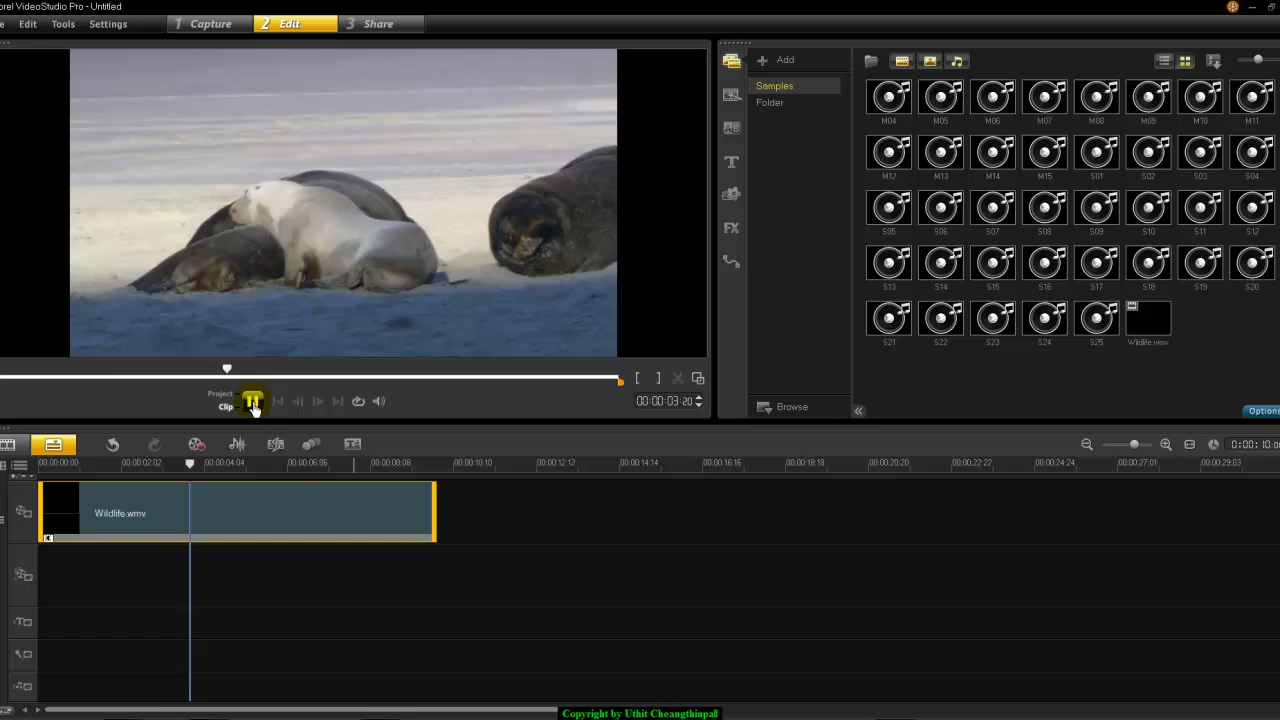 orel VideoStudio Pro - Untitled
e Edit Tools Settings
1 Capture 2 Edit 3 Share
Add
Samples
Folder
M04 M05 M06 M07 M08 M09 M10 M11
M12 M13 M14 M15 S01 S02 S03 S04
S05 S06 S07 S08 S09 S10 S11 S12
S13 S14 S15 S16 S17 S18 S19 S20
S21 S22 S23 S24 S25 Wildlife.wmv
FX
Project
Clip
[ ]
00:00:03:20
Browse
Options
0:00:10:0
00:00:00:00 00:00:02:02 00:00:04:04 00:00:06:06 00:00:08:08 00:00:10:10 00:00:12:12 00:00:14:14 00:00:16:16 00:00:18:18 00:00:20:20 00:00:22:22 00:00:24:24 00:00:27:01 00:00:29:03
Wildlife.wmv
Copyright by Uthit Cheangthinpall